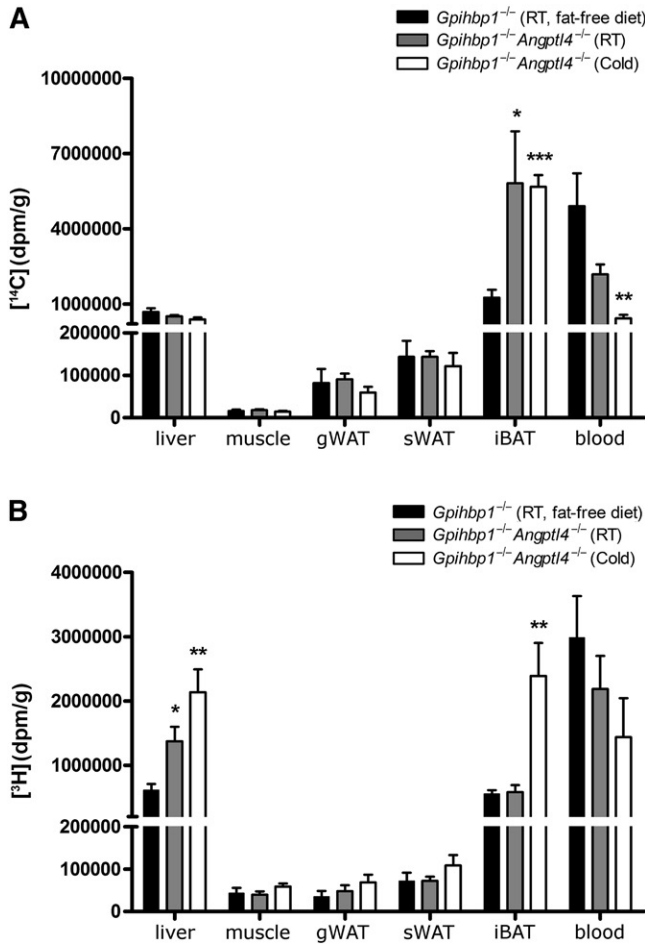 A
Gpihbp1⁻/⁻ (RT, fat-free diet)
Gpihbp1⁻/⁻Angptl4⁻/⁻ (RT)
Gpihbp1⁻/⁻Angptl4⁻/⁻ (Cold)
[¹⁴C] (dpm/g)
10000000
7000000
4000000
1000000
200000
100000
0
*
***
**
liver muscle gWAT sWAT iBAT blood
B
Gpihbp1⁻/⁻ (RT, fat-free diet)
Gpihbp1⁻/⁻Angptl4⁻/⁻ (RT)
Gpihbp1⁻/⁻Angptl4⁻/⁻ (Cold)
[³H] (dpm/g)
4000000
3000000
2000000
1000000
200000
100000
0
*
**
**
liver muscle gWAT sWAT iBAT blood